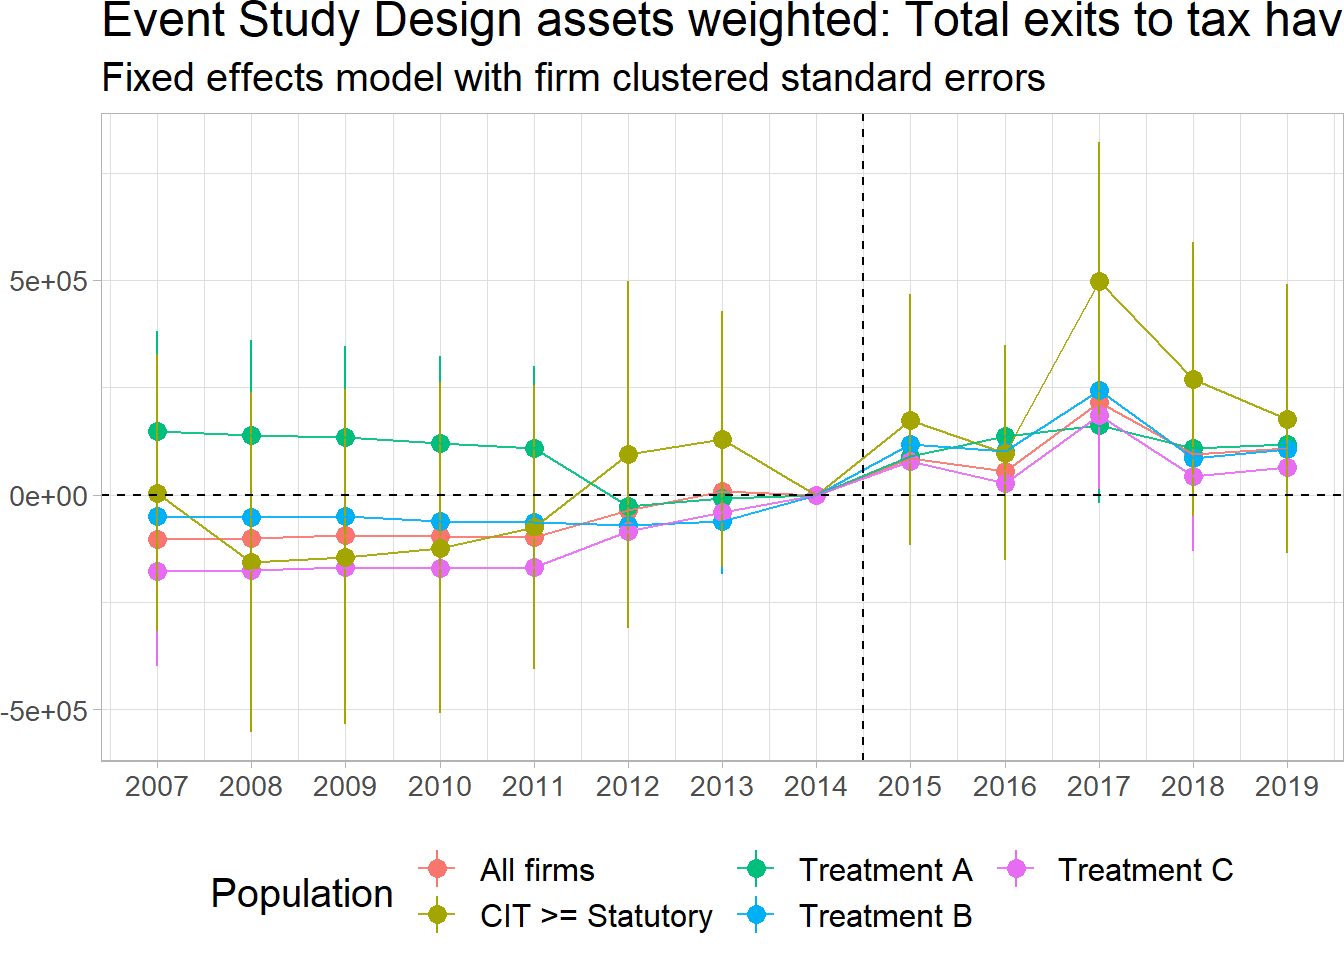 Event Study Design assets weighted: Total exits to tax hav
Fixed effects model with firm clustered standard errors
5e+05
0e+00
-5e+05
2007 2008 2009 2010 2011 2012 2013 2014 2015 2016 2017 2018 2019
Population
All firms
CIT >= Statutory
Treatment A
Treatment B
Treatment C